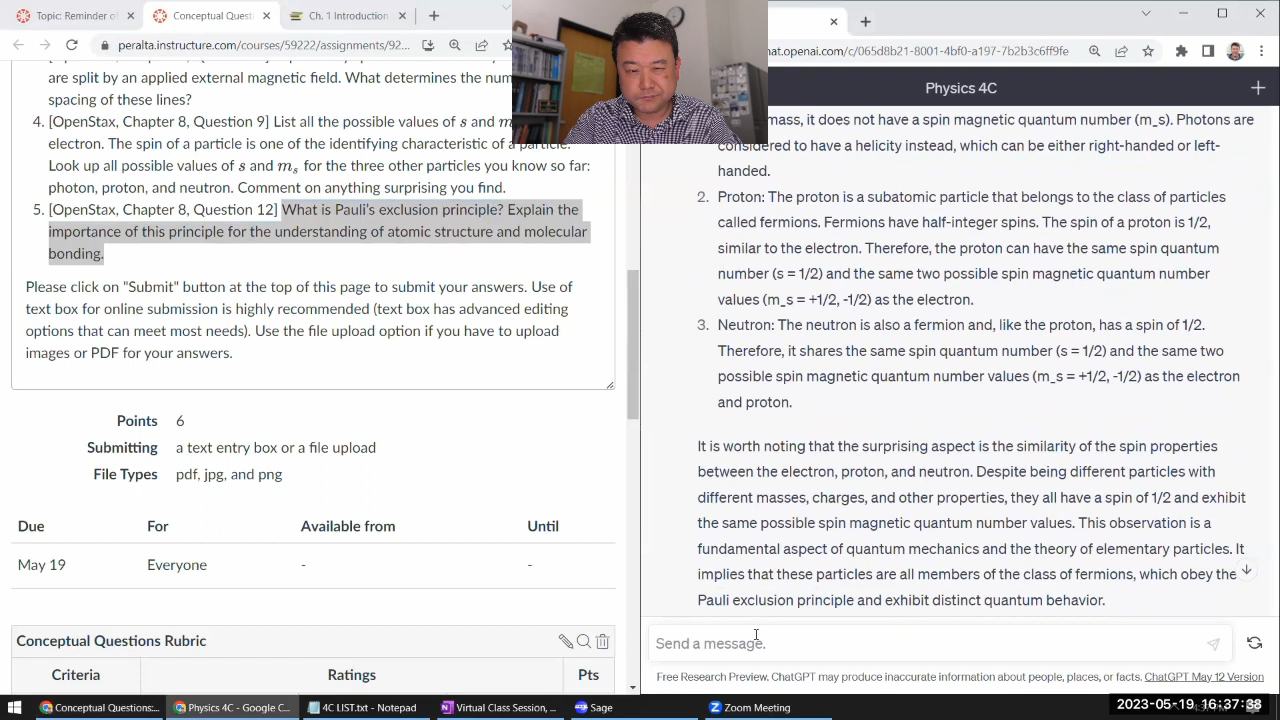 Topic: Reminder of
Conceptual Quest
Ch. 1 Introduction
peralta.instructure.com/courses/59222/assignments/92...
are split by an applied external magnetic field. What determines the num
spacing of these lines?
4. [OpenStax, Chapter 8, Question 9] List all the possible values of s and m
electron. The spin of a particle is one of the identifying characteristic of a particle.
Look up all possible values of s and mₛ for the three other particles you know so far:
photon, proton, and neutron. Comment on anything surprising you find.
5. [OpenStax, Chapter 8, Question 12] What is Pauli's exclusion principle? Explain the
importance of this principle for the understanding of atomic structure and molecular
bonding.
Please click on "Submit" button at the top of this page to submit your answers. Use of
text box for online submission is highly recommended (text box has advanced editing
options that can meet most needs). Use the file upload option if you have to upload
images or PDF for your answers.
Points 6
Submitting a text entry box or a file upload
File Types pdf, jpg, and png
Due For Available from Until
May 19 Everyone - -
Conceptual Questions Rubric
Criteria Ratings Pts
hat.openai.com/c/065d8b21-8001-4bf0-a197-7b2b3c6ff9fe
Physics 4C
mass, it does not have a spin magnetic quantum number (m_s). Photons are
considered to have a helicity instead, which can be either right-handed or left-
handed.
2. Proton: The proton is a subatomic particle that belongs to the class of particles
called fermions. Fermions have half-integer spins. The spin of a proton is 1/2,
similar to the electron. Therefore, the proton can have the same spin quantum
number (s = 1/2) and the same two possible spin magnetic quantum number
values (m_s = +1/2, -1/2) as the electron.
3. Neutron: The neutron is also a fermion and, like the proton, has a spin of 1/2.
Therefore, it shares the same spin quantum number (s = 1/2) and the same two
possible spin magnetic quantum number values (m_s = +1/2, -1/2) as the electron
and proton.
It is worth noting that the surprising aspect is the similarity of the spin properties
between the electron, proton, and neutron. Despite being different particles with
different masses, charges, and other properties, they all have a spin of 1/2 and exhibit
the same possible spin magnetic quantum number values. This observation is a
fundamental aspect of quantum mechanics and the theory of elementary particles. It
implies that these particles are all members of the class of fermions, which obey the
Pauli exclusion principle and exhibit distinct quantum behavior.
Send a message.
Free Research Preview. ChatGPT may produce inaccurate information about people, places, or facts. ChatGPT May 12 Version
Conceptual Questions:...
Physics 4C - Google C...
4C LIST.txt - Notepad
Virtual Class Session, ...
Sage
Zoom Meeting
2023-05-19 16:37:38